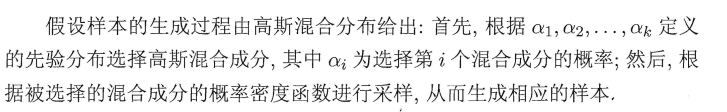 假设样本的生成过程由高斯混合分布给出: 首先, 根据 α₁, α₂, . . . , αₖ 定义
的先验分布选择高斯混合成分, 其中 αᵢ 为选择第 i 个混合成分的概率; 然后, 根
据被选择的混合成分的概率密度函数进行采样, 从而生成相应的样本.